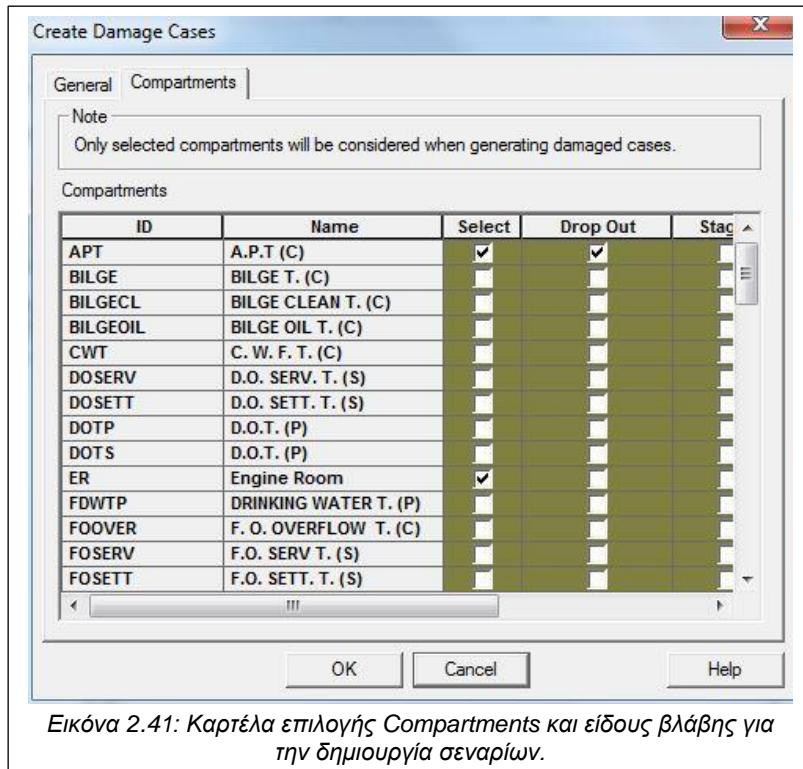 Create Damage Cases
General Compartments
Note
Only selected compartments will be considered when generating damaged cases.
Compartments
ID Name Select Drop Out Stag
APT A.P.T (C)
BILGE BILGE T. (C)
BILGECL BILGE CLEAN T. (C)
BILGEOIL BILGE OIL T. (C)
CWT C. W. F. T. (C)
DOSERV D.O. SERV. T. (S)
DOSETT D.O. SETT. T. (S)
DOTP D.O.T. (P)
DOTS D.O.T. (P)
ER Engine Room
FDWTP DRINKING WATER T. (P)
FOOVER F. O. OVERFLOW T. (C)
FOSERV F.O. SERV T. (S)
FOSETT F.O. SETT. T. (S)
OK Cancel Help
Εικόνα 2.41: Καρτέλα επιλογής Compartments και είδους βλάβης για
την δημιουργία σεναρίων.